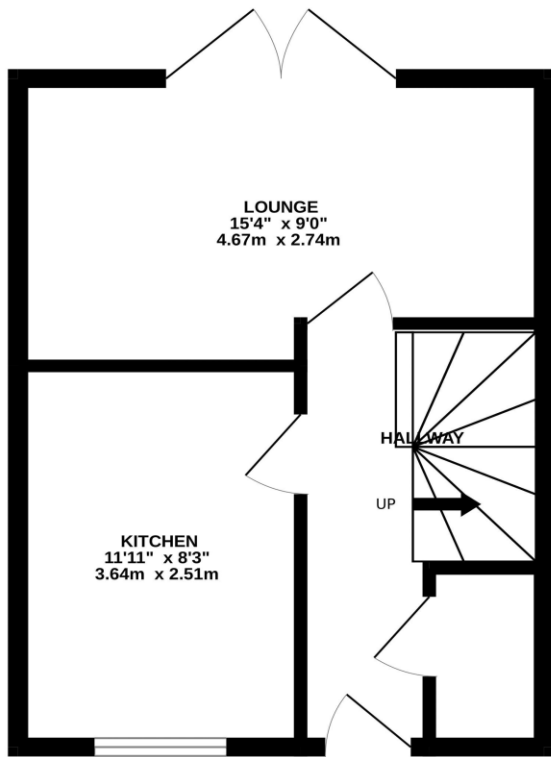 LOUNGE
15'4" x 9'0"
4.67m x 2.74m
HALLWAY
UP
KITCHEN
11'11" x 8'3"
3.64m x 2.51m